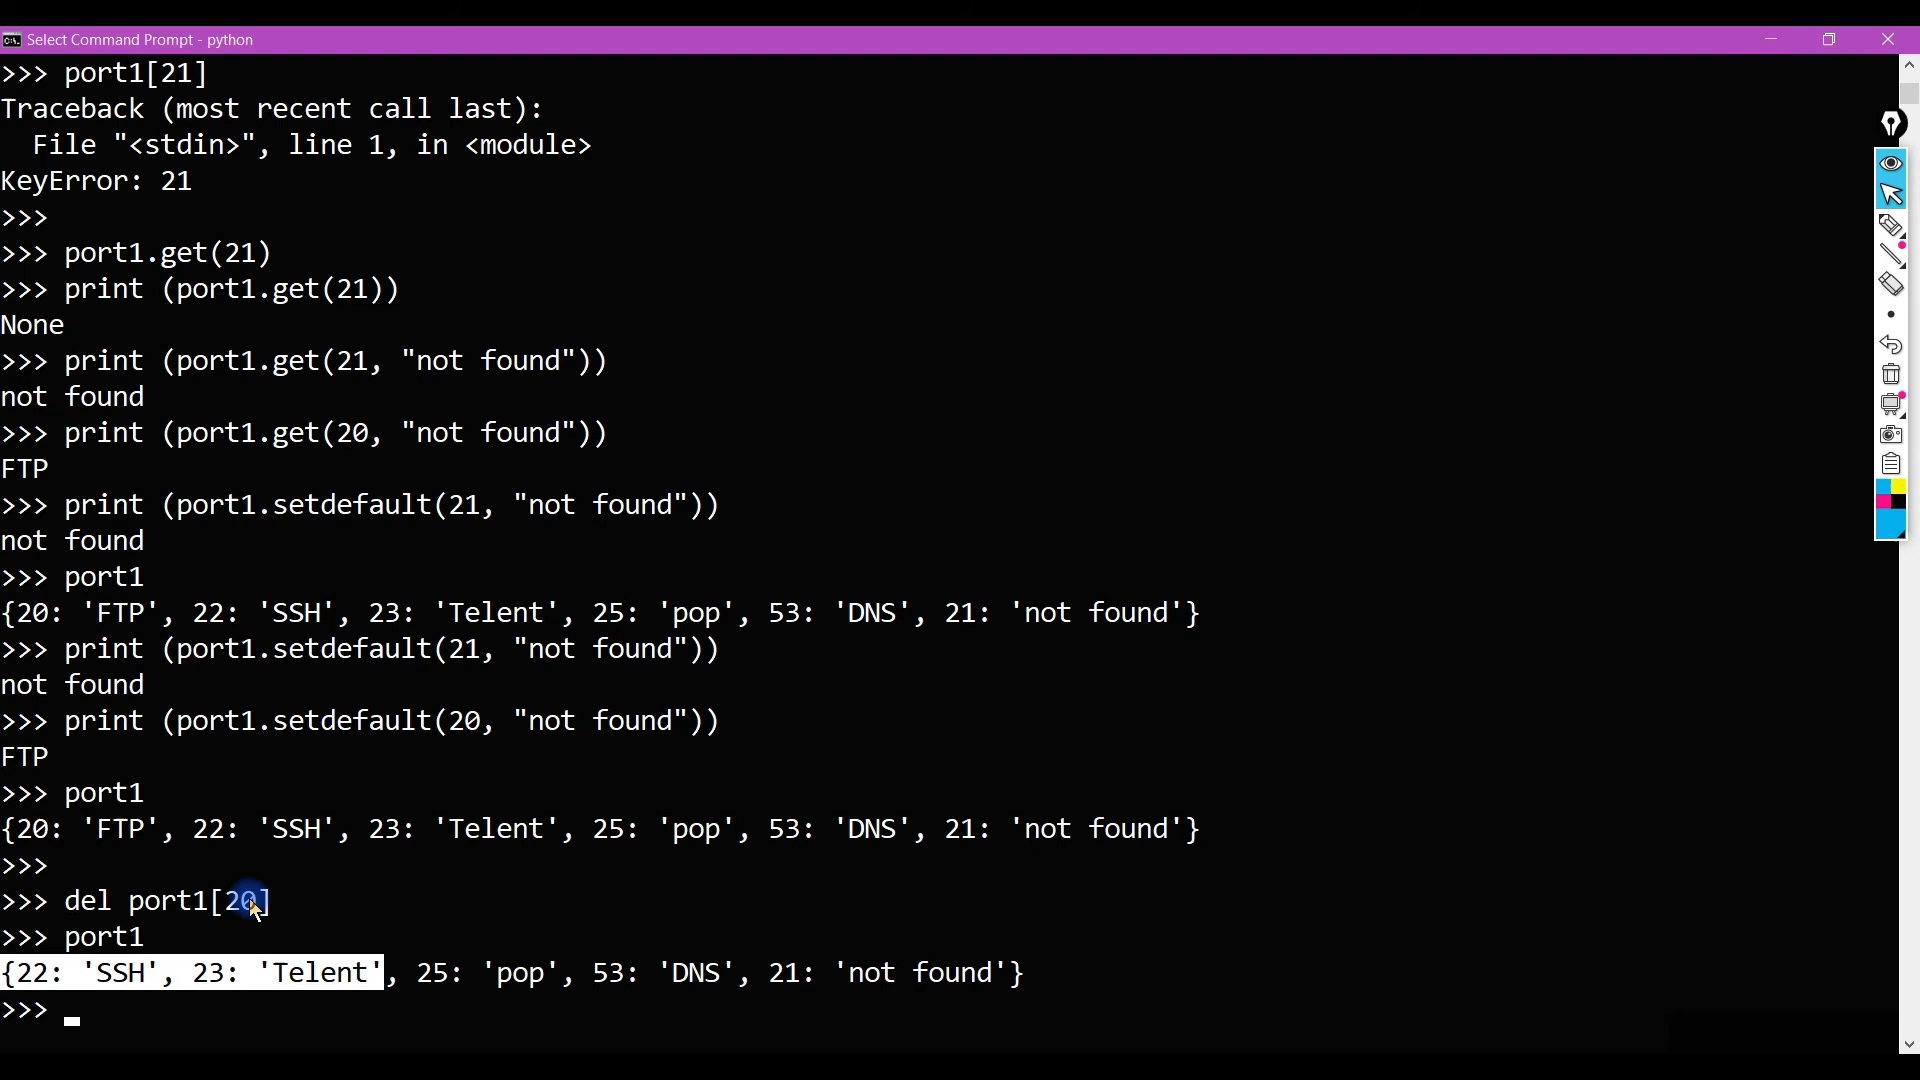 Select Command Prompt - python
>>> port1[21]
Traceback (most recent call last):
  File "<stdin>", line 1, in <module>
KeyError: 21
>>>
>>> port1.get(21)
>>> print (port1.get(21))
None
>>> print (port1.get(21, "not found"))
not found
>>> print (port1.get(20, "not found"))
FTP
>>> print (port1.setdefault(21, "not found"))
not found
>>> port1
{20: 'FTP', 22: 'SSH', 23: 'Telent', 25: 'pop', 53: 'DNS', 21: 'not found'}
>>> print (port1.setdefault(21, "not found"))
not found
>>> print (port1.setdefault(20, "not found"))
FTP
>>> port1
{20: 'FTP', 22: 'SSH', 23: 'Telent', 25: 'pop', 53: 'DNS', 21: 'not found'}
>>>
>>> del port1[20]
>>> port1
{22: 'SSH', 23: 'Telent', 25: 'pop', 53: 'DNS', 21: 'not found'}
>>>